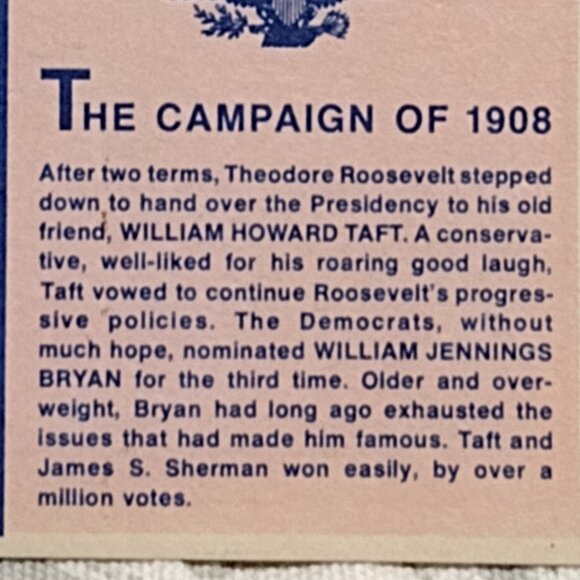 THE CAMPAIGN OF 1908
After two terms, Theodore Roosevelt stepped
down to hand over the Presidency to his old
friend, WILLIAM HOWARD TAFT. A conserva-
tive, well-liked for his roaring good laugh,
Taft vowed to continue Roosevelt's progres-
sive policies. The Democrats, without
much hope, nominated WILLIAM JENNINGS
BRYAN for the third time. Older and over-
weight, Bryan had long ago exhausted the
issues that had made him famous. Taft and
James S. Sherman won easily, by over a
million votes.